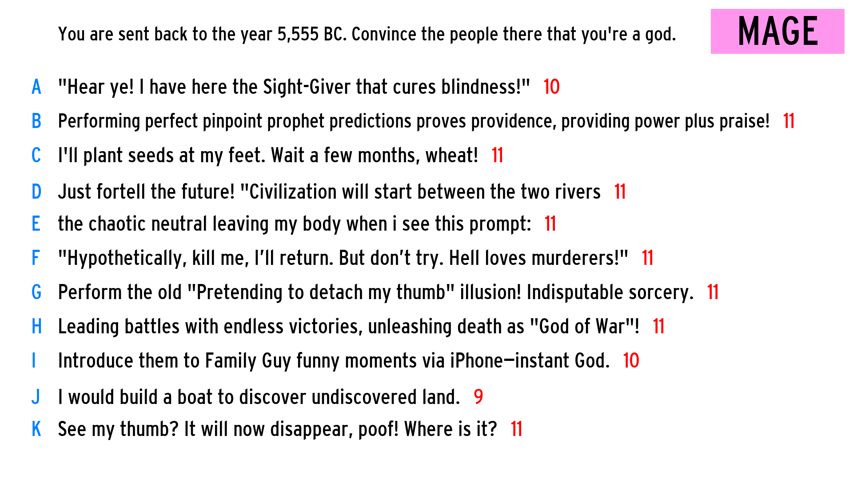 You are sent back to the year 5,555 BC. Convince the people there that you're a god.
MAGE
A "Hear ye! I have here the Sight-Giver that cures blindness!" 10
B Performing perfect pinpoint prophet predictions proves providence, providing power plus praise! 11
C I'll plant seeds at my feet. Wait a few months, wheat! 11
D Just fortell the future! "Civilization will start between the two rivers 11
E the chaotic neutral leaving my body when i see this prompt: 11
F "Hypothetically, kill me, I’ll return. But don’t try. Hell loves murderers!" 11
G Perform the old "Pretending to detach my thumb" illusion! Indisputable sorcery. 11
H Leading battles with endless victories, unleashing death as "God of War"! 11
I Introduce them to Family Guy funny moments via iPhone—instant God. 10
J I would build a boat to discover undiscovered land. 9
K See my thumb? It will now disappear, poof! Where is it? 11